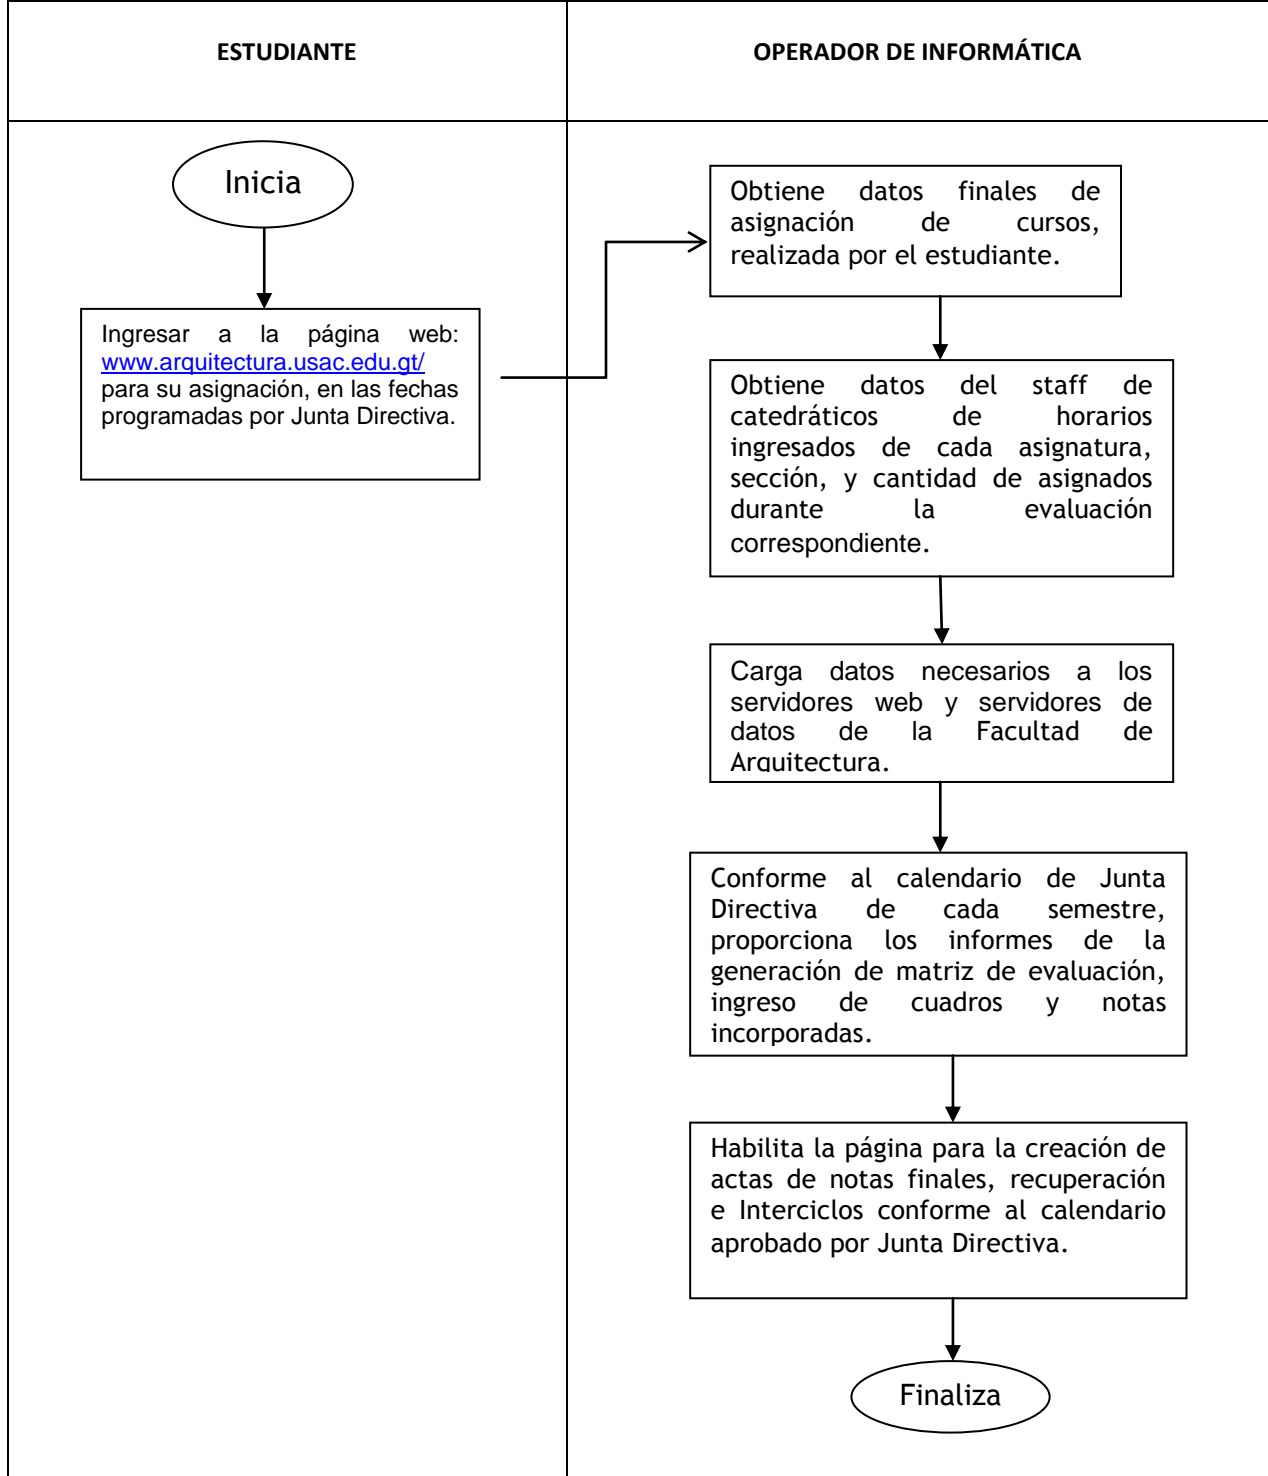 ESTUDIANTE
OPERADOR DE INFORMÁTICA
Inicia
Ingresar a la página web:
www.arquitectura.usac.edu.gt/
para su asignación, en las fechas
programadas por Junta Directiva.
Obtiene datos finales de
asignación de cursos,
realizada por el estudiante.
Obtiene datos del staff de
catedráticos de horarios
ingresados de cada asignatura,
sección, y cantidad de asignados
durante la evaluación
correspondiente.
Carga datos necesarios a los
servidores web y servidores de
datos de la Facultad de
Arquitectura.
Conforme al calendario de Junta
Directiva de cada semestre,
proporciona los informes de la
generación de matriz de evaluación,
ingreso de cuadros y notas
incorporadas.
Habilita la página para la creación de
actas de notas finales, recuperación
e Interciclos conforme al calendario
aprobado por Junta Directiva.
Finaliza